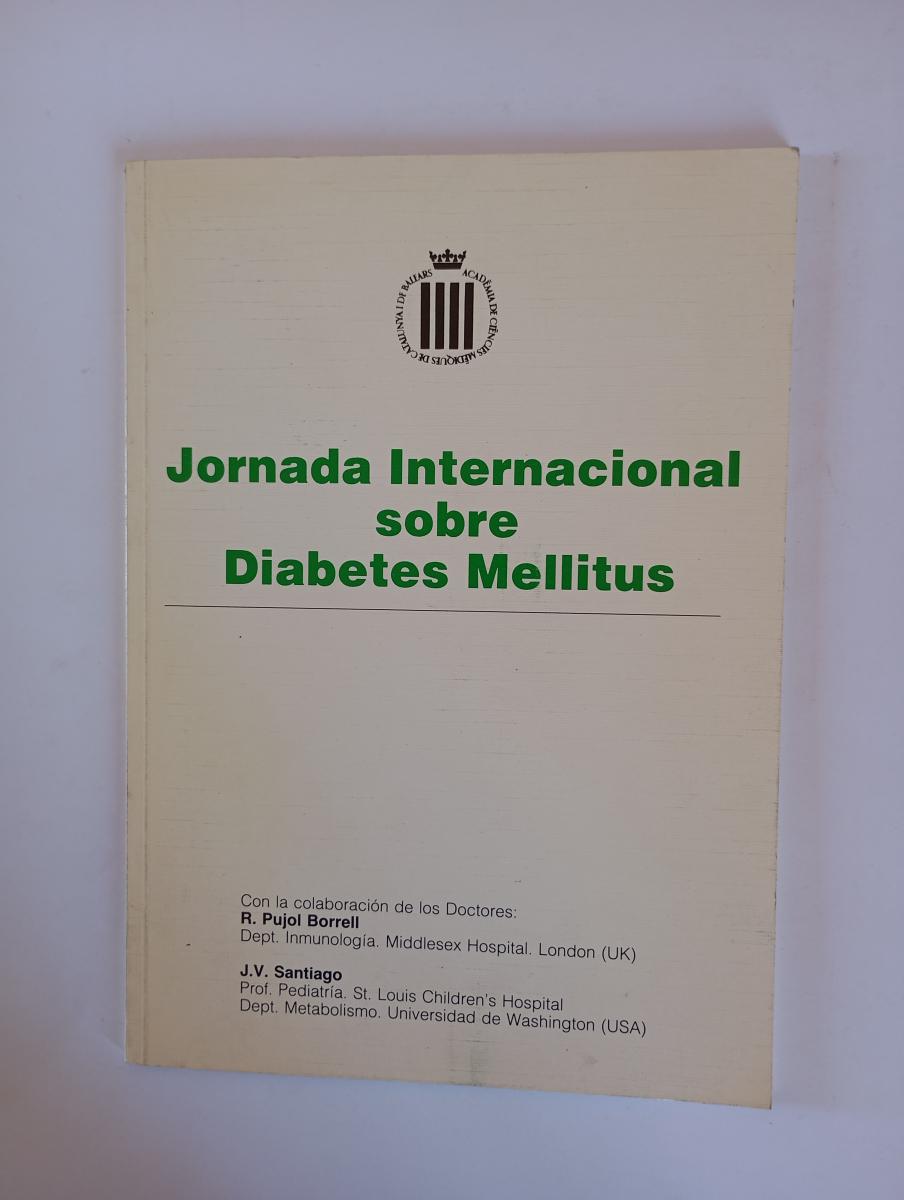 ACADÈMIA DE CIÈNCIES MÈDIQUES DE CATALUNYA I DE BALEARS
Jornada Internacional
sobre
Diabetes Mellitus
Con la colaboración de los Doctores:
R. Pujol Borrell
Dept. Inmunología. Middlesex Hospital. London (UK)
J.V. Santiago
Prof. Pediatría. St. Louis Children's Hospital
Dept. Metabolismo. Universidad de Washington (USA)